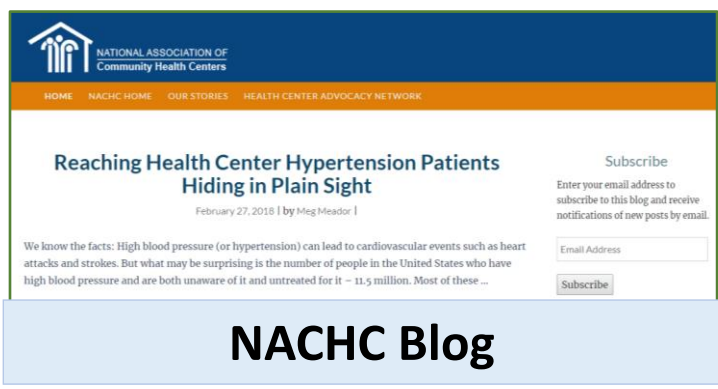 NATIONAL ASSOCIATION OF
Community Health Centers
HOME NACHC HOME OUR STORIES HEALTH CENTER ADVOCACY NETWORK
Reaching Health Center Hypertension Patients
Hiding in Plain Sight
February 27, 2018 | by Meg Meador |
We know the facts: High blood pressure (or hypertension) can lead to cardiovascular events such as heart
attacks and strokes. But what may be surprising is the number of people in the United States who have
high blood pressure and are both unaware of it and untreated for it – 11.5 million. Most of these ...
Subscribe
Enter your email address to
subscribe to this blog and receive
notifications of new posts by email.
Email Address
Subscribe
NACHC Blog